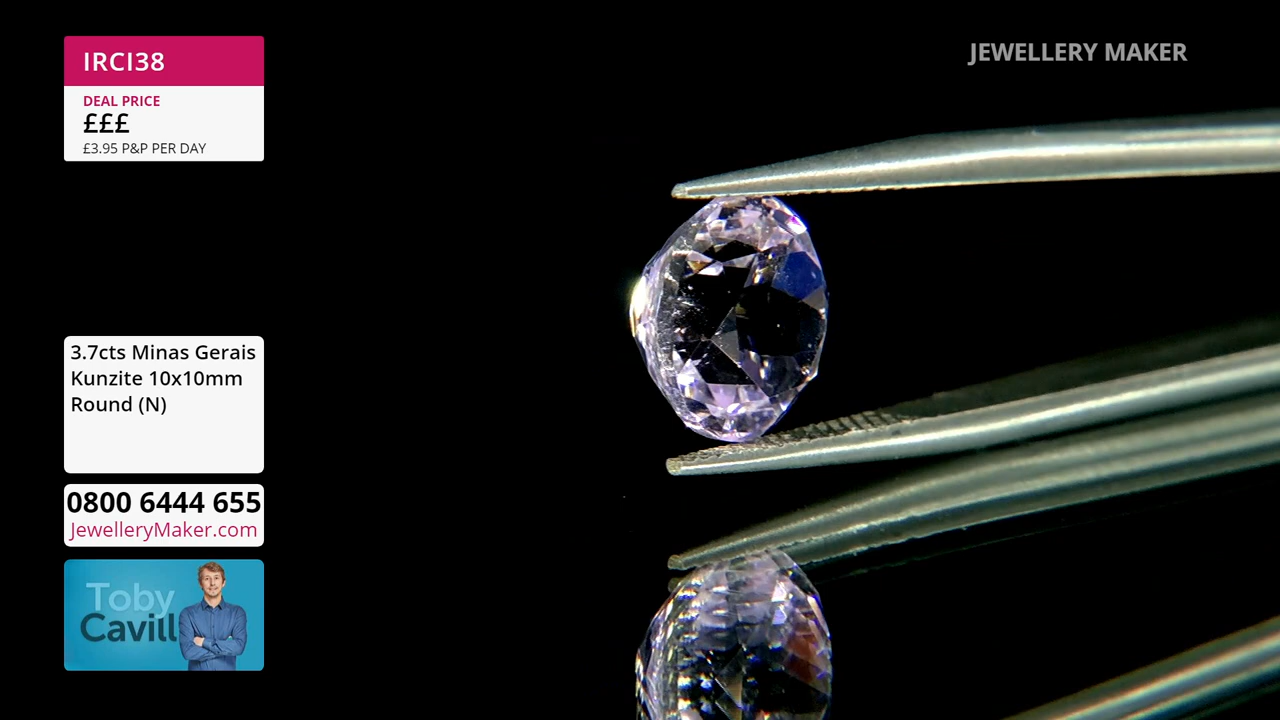 IRCI38
DEAL PRICE
£££
£3.95 P&P PER DAY
JEWELLERY MAKER
3.7cts Minas Gerais
Kunzite 10x10mm
Round (N)
0800 6444 655
JewelleryMaker.com
Toby
Cavill